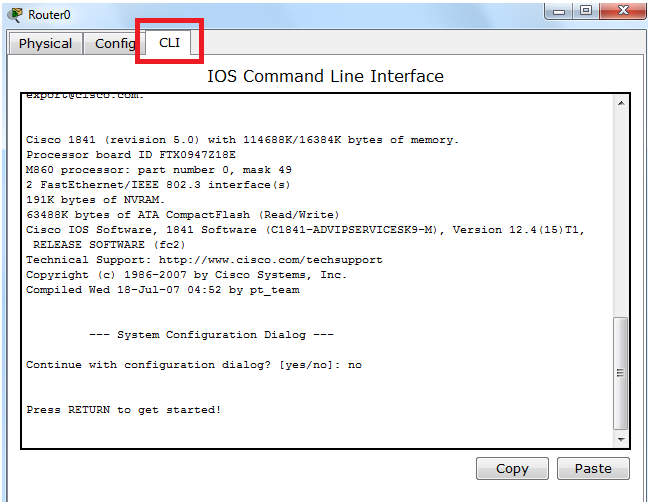 Router0
Physical
Config
CLI
IOS Command Line Interface
export@cisco.com.
Cisco 1841 (revision 5.0) with 114688K/16384K bytes of memory.
Processor board ID FTX0947Z18E
M860 processor: part number 0, mask 49
2 FastEthernet/IEEE 802.3 interface(s)
191K bytes of NVRAM.
63488K bytes of ATA CompactFlash (Read/Write)
Cisco IOS Software, 1841 Software (C1841-ADVIPSERVICESK9-M), Version 12.4(15)T1,
RELEASE SOFTWARE (fc2)
Technical Support: http://www.cisco.com/techsupport
Copyright (c) 1986-2007 by Cisco Systems, Inc.
Compiled Wed 18-Jul-07 04:52 by pt_team
--- System Configuration Dialog ---
Continue with configuration dialog? [yes/no]: no
Press RETURN to get started!
Copy
Paste